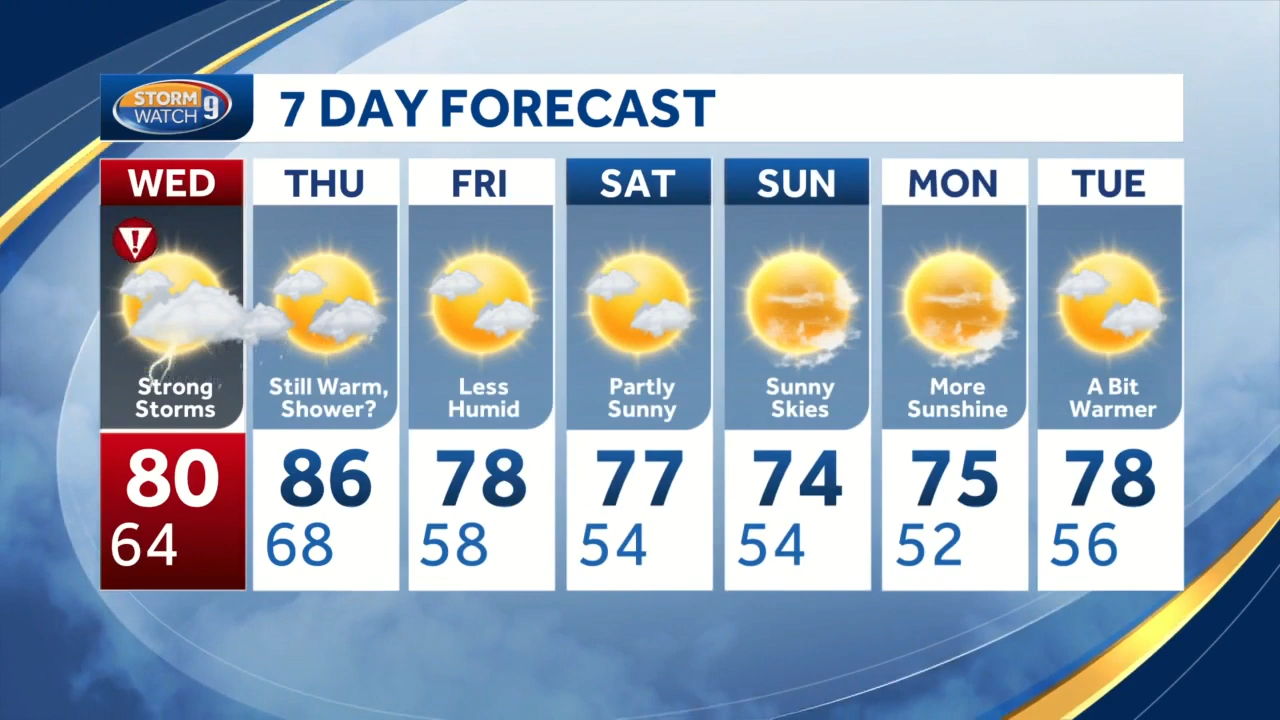 STORM
WATCH 9
7 DAY FORECAST
WED THU FRI SAT SUN MON TUE
!
Strong
Storms
Still Warm,
Shower?
Less
Humid
Partly
Sunny
Sunny
Skies
More
Sunshine
A Bit
Warmer
80 86 78 77 74 75 78
64 68 58 54 54 52 56